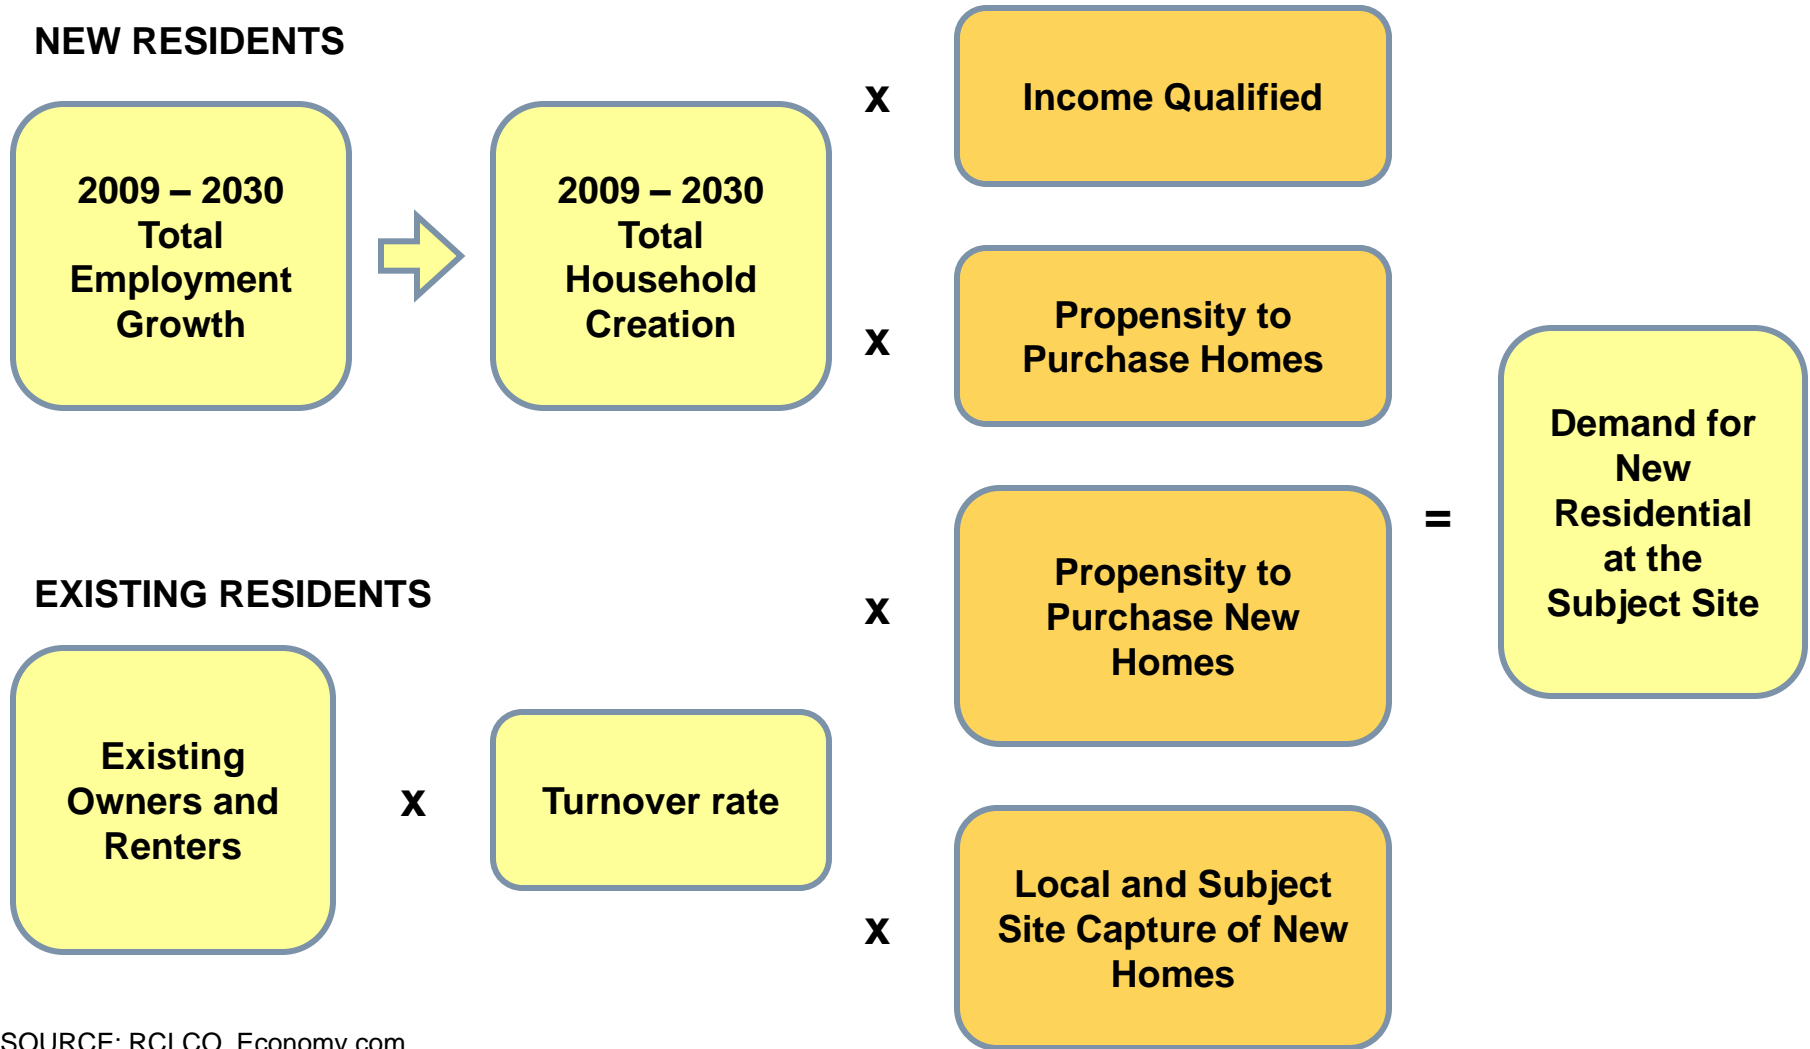 NEW RESIDENTS
2009 – 2030
Total
Employment
Growth
2009 – 2030
Total
Household
Creation
x
Income Qualified
x
Propensity to
Purchase Homes
EXISTING RESIDENTS
Existing
Owners and
Renters
x
Turnover rate
x
Propensity to
Purchase New
Homes
x
Local and Subject
Site Capture of New
Homes
=
Demand for
New
Residential
at the
Subject Site
SOURCE: RCLCO, Economy.com